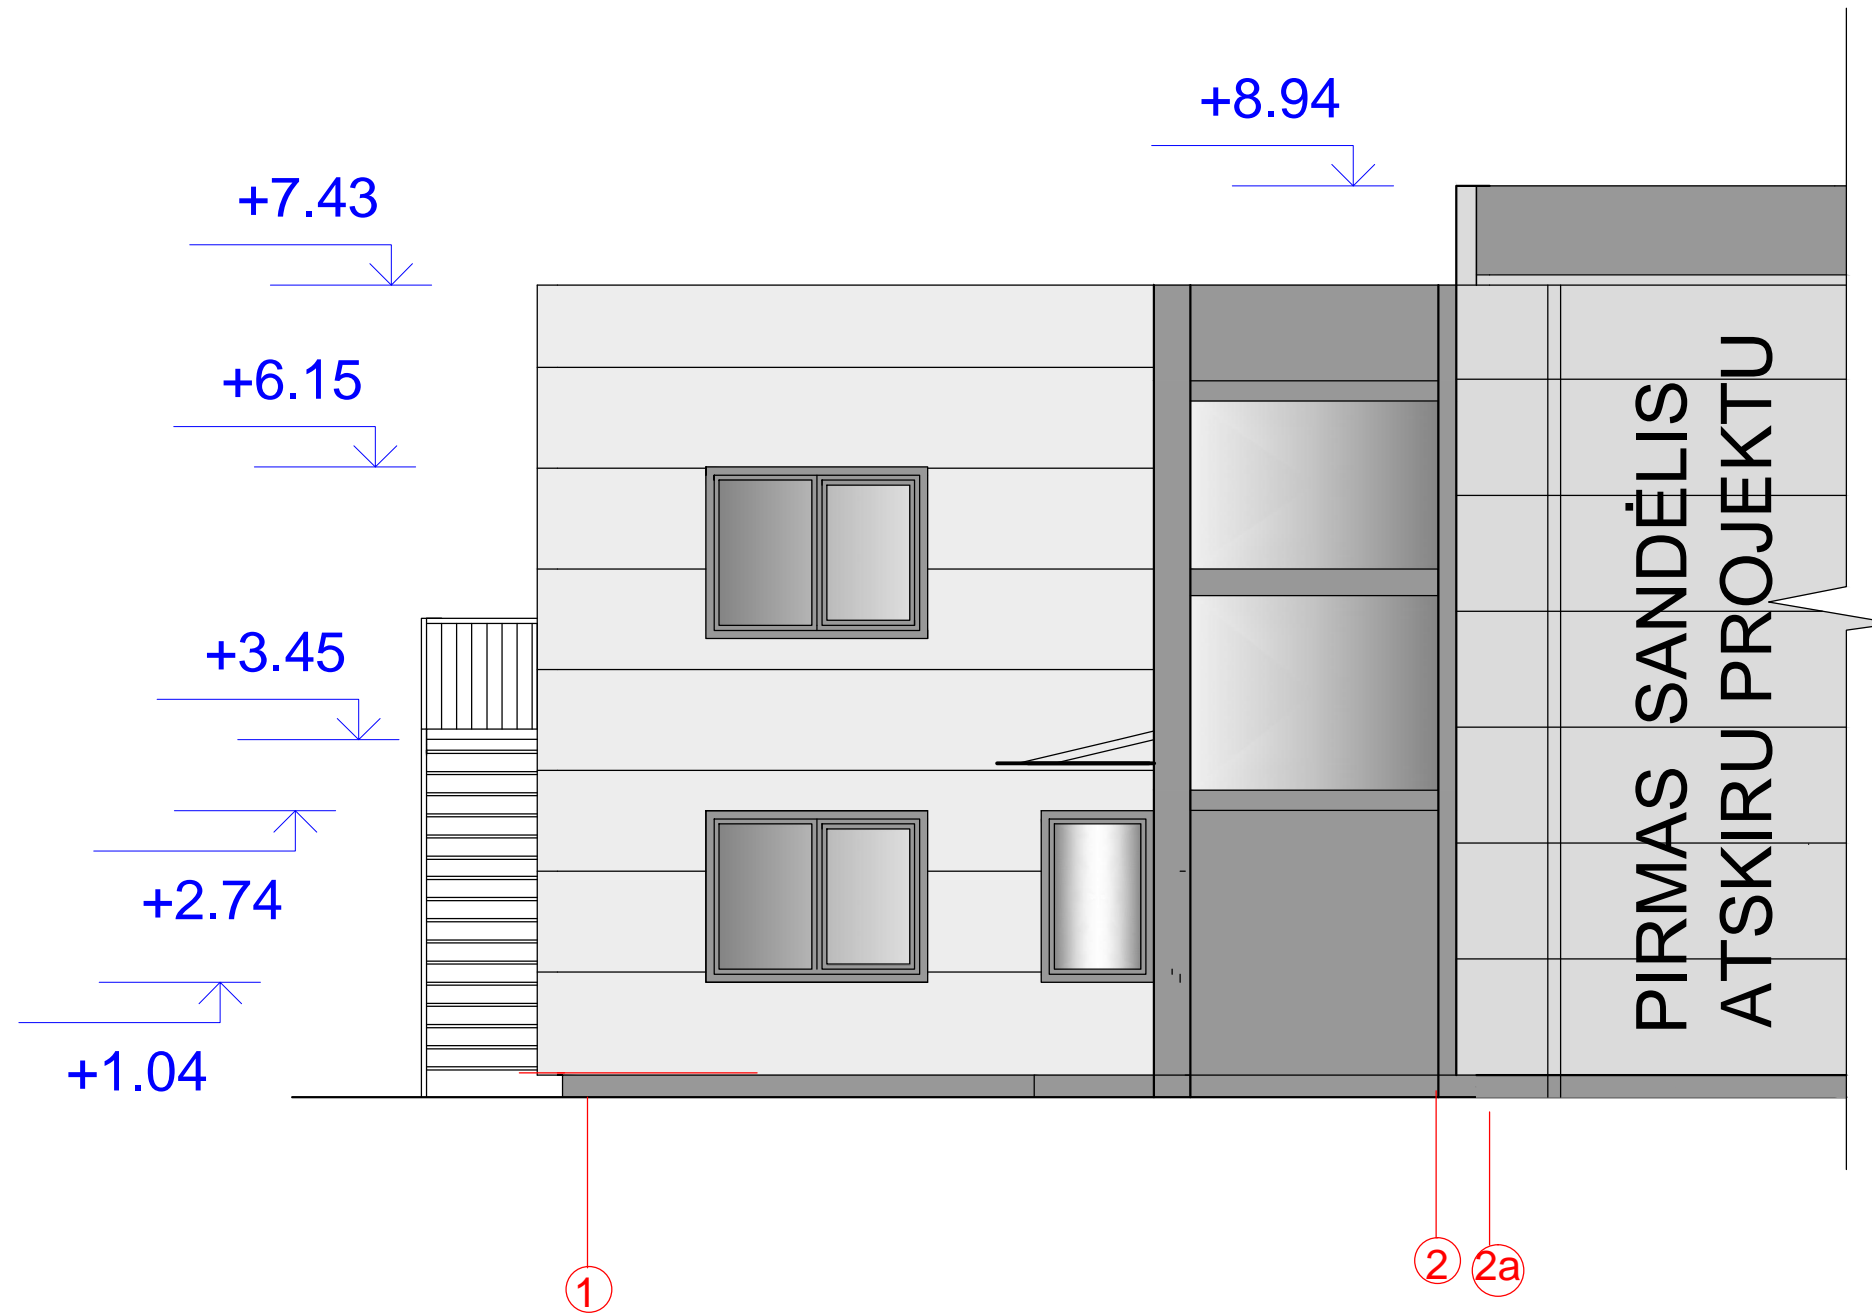 +8.94
+7.43
+6.15
+3.45
+2.74
+1.04
PIRMAS SANDĖLIS
ATSKIRU PROJEKTU
1
2
2a